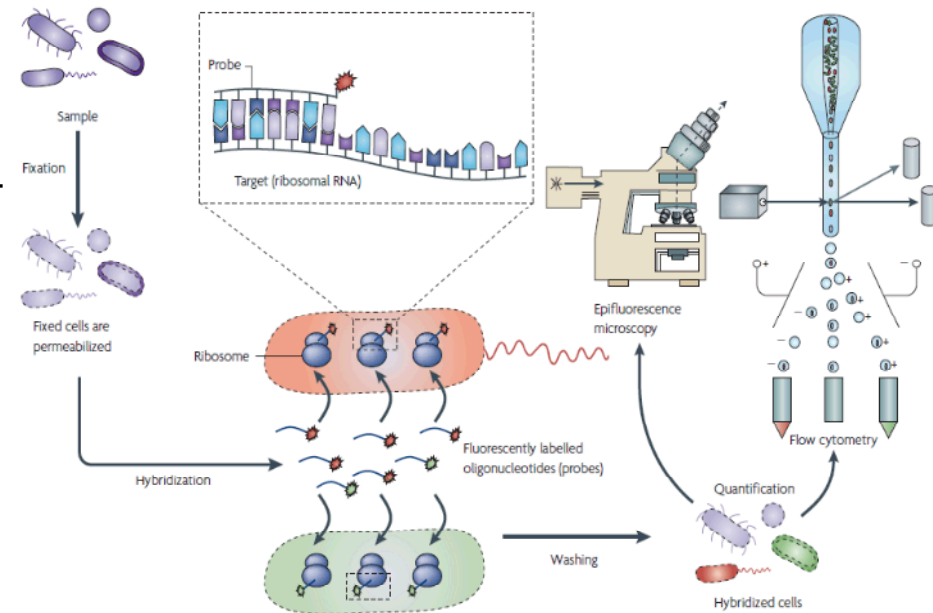 Sample
Fixation
Fixed cells are
permeabilized
Probe
Target (ribosomal RNA)
Ribosome
Hybridization
Fluorescently labelled
oligonucleotides (probes)
Washing
Epifluorescence
microscopy
+
–
–
+
+
–
+
–
+
Flow cytometry
Quantification
Hybridized cells